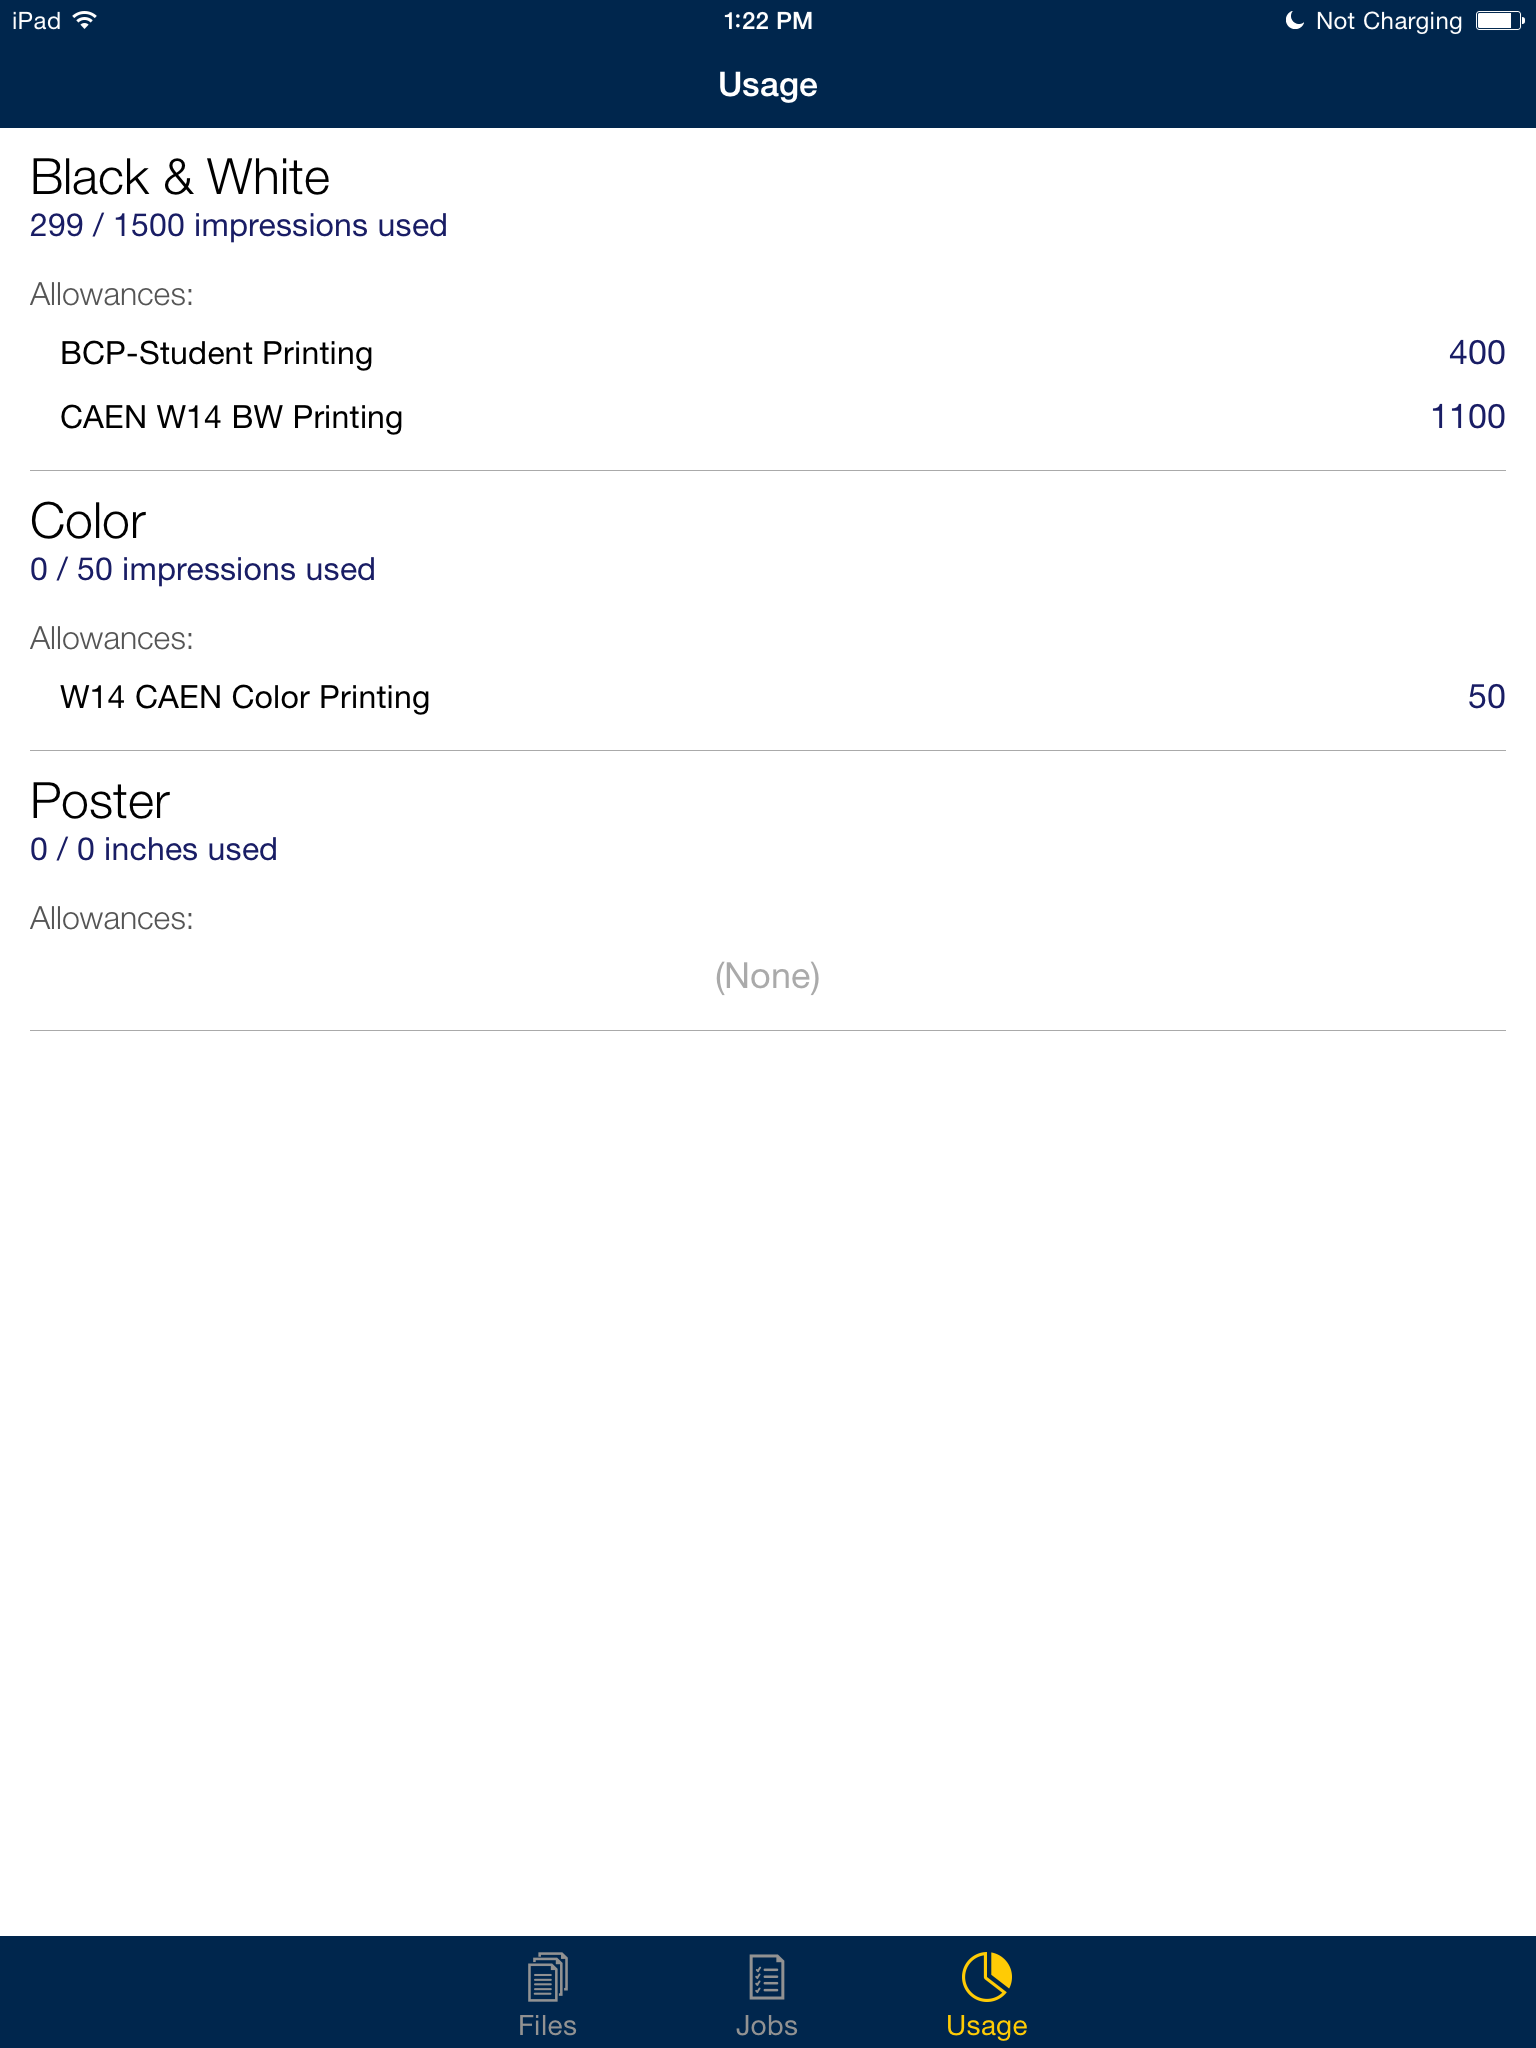 iPad 1:22 PM Not Charging
Usage
Black & White
299 / 1500 impressions used
Allowances:
BCP-Student Printing 400
CAEN W14 BW Printing 1100
Color
0 / 50 impressions used
Allowances:
W14 CAEN Color Printing 50
Poster
0 / 0 inches used
Allowances:
(None)
Files Jobs Usage